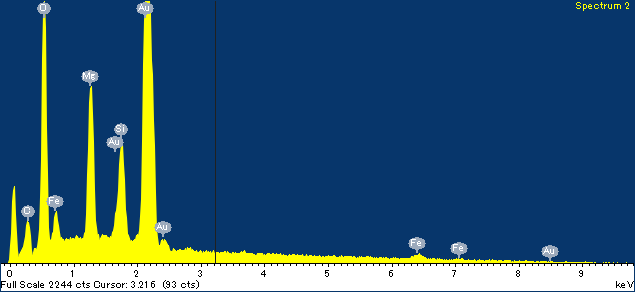 Spectrum 2
O
Au
Mg
Si
Au
Fe
O
Au
Fe
Fe
Au
0 1 2 3 4 5 6 7 8 9
Full Scale 2244 cts Cursor: 3.216 (93 cts) keV